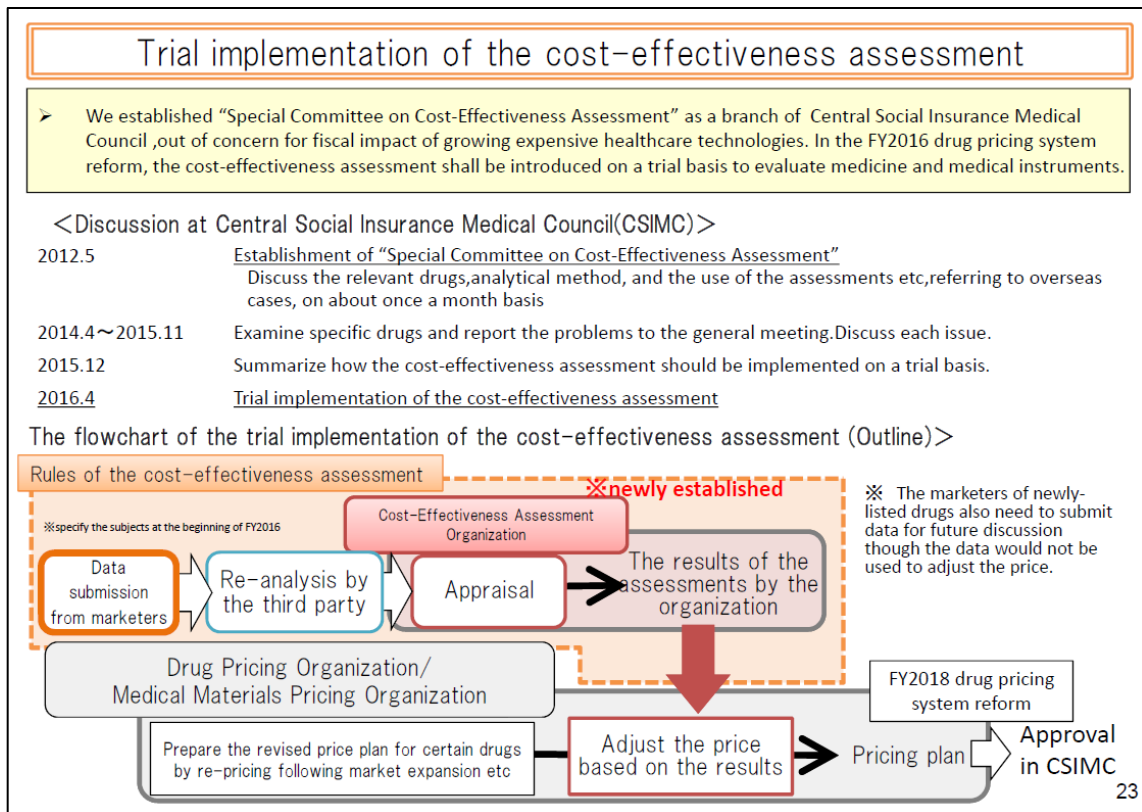 Trial implementation of the cost-effectiveness assessment
➢ We established “Special Committee on Cost-Effectiveness Assessment” as a branch of Central Social Insurance Medical
Council ,out of concern for fiscal impact of growing expensive healthcare technologies. In the FY2016 drug pricing system
reform, the cost-effectiveness assessment shall be introduced on a trial basis to evaluate medicine and medical instruments.
＜Discussion at Central Social Insurance Medical Council(CSIMC)＞
2012.5 Establishment of “Special Committee on Cost-Effectiveness Assessment”
Discuss the relevant drugs,analytical method, and the use of the assessments etc,referring to overseas
cases, on about once a month basis
2014.4～2015.11 Examine specific drugs and report the problems to the general meeting.Discuss each issue.
2015.12 Summarize how the cost-effectiveness assessment should be implemented on a trial basis.
2016.4 Trial implementation of the cost-effectiveness assessment
The flowchart of the trial implementation of the cost-effectiveness assessment (Outline)＞
Rules of the cost-effectiveness assessment
※newly established
※specify the subjects at the beginning of FY2016
Cost-Effectiveness Assessment
Organization
Data
submission
from marketers
Re-analysis by
the third party
Appraisal
The results of the
assessments by the
organization
※ The marketers of newly-
listed drugs also need to submit
data for future discussion
though the data would not be
used to adjust the price.
Drug Pricing Organization/
Medical Materials Pricing Organization
FY2018 drug pricing
system reform
Prepare the revised price plan for certain drugs
by re-pricing following market expansion etc
Adjust the price
based on the results
Pricing plan
Approval
in CSIMC
23